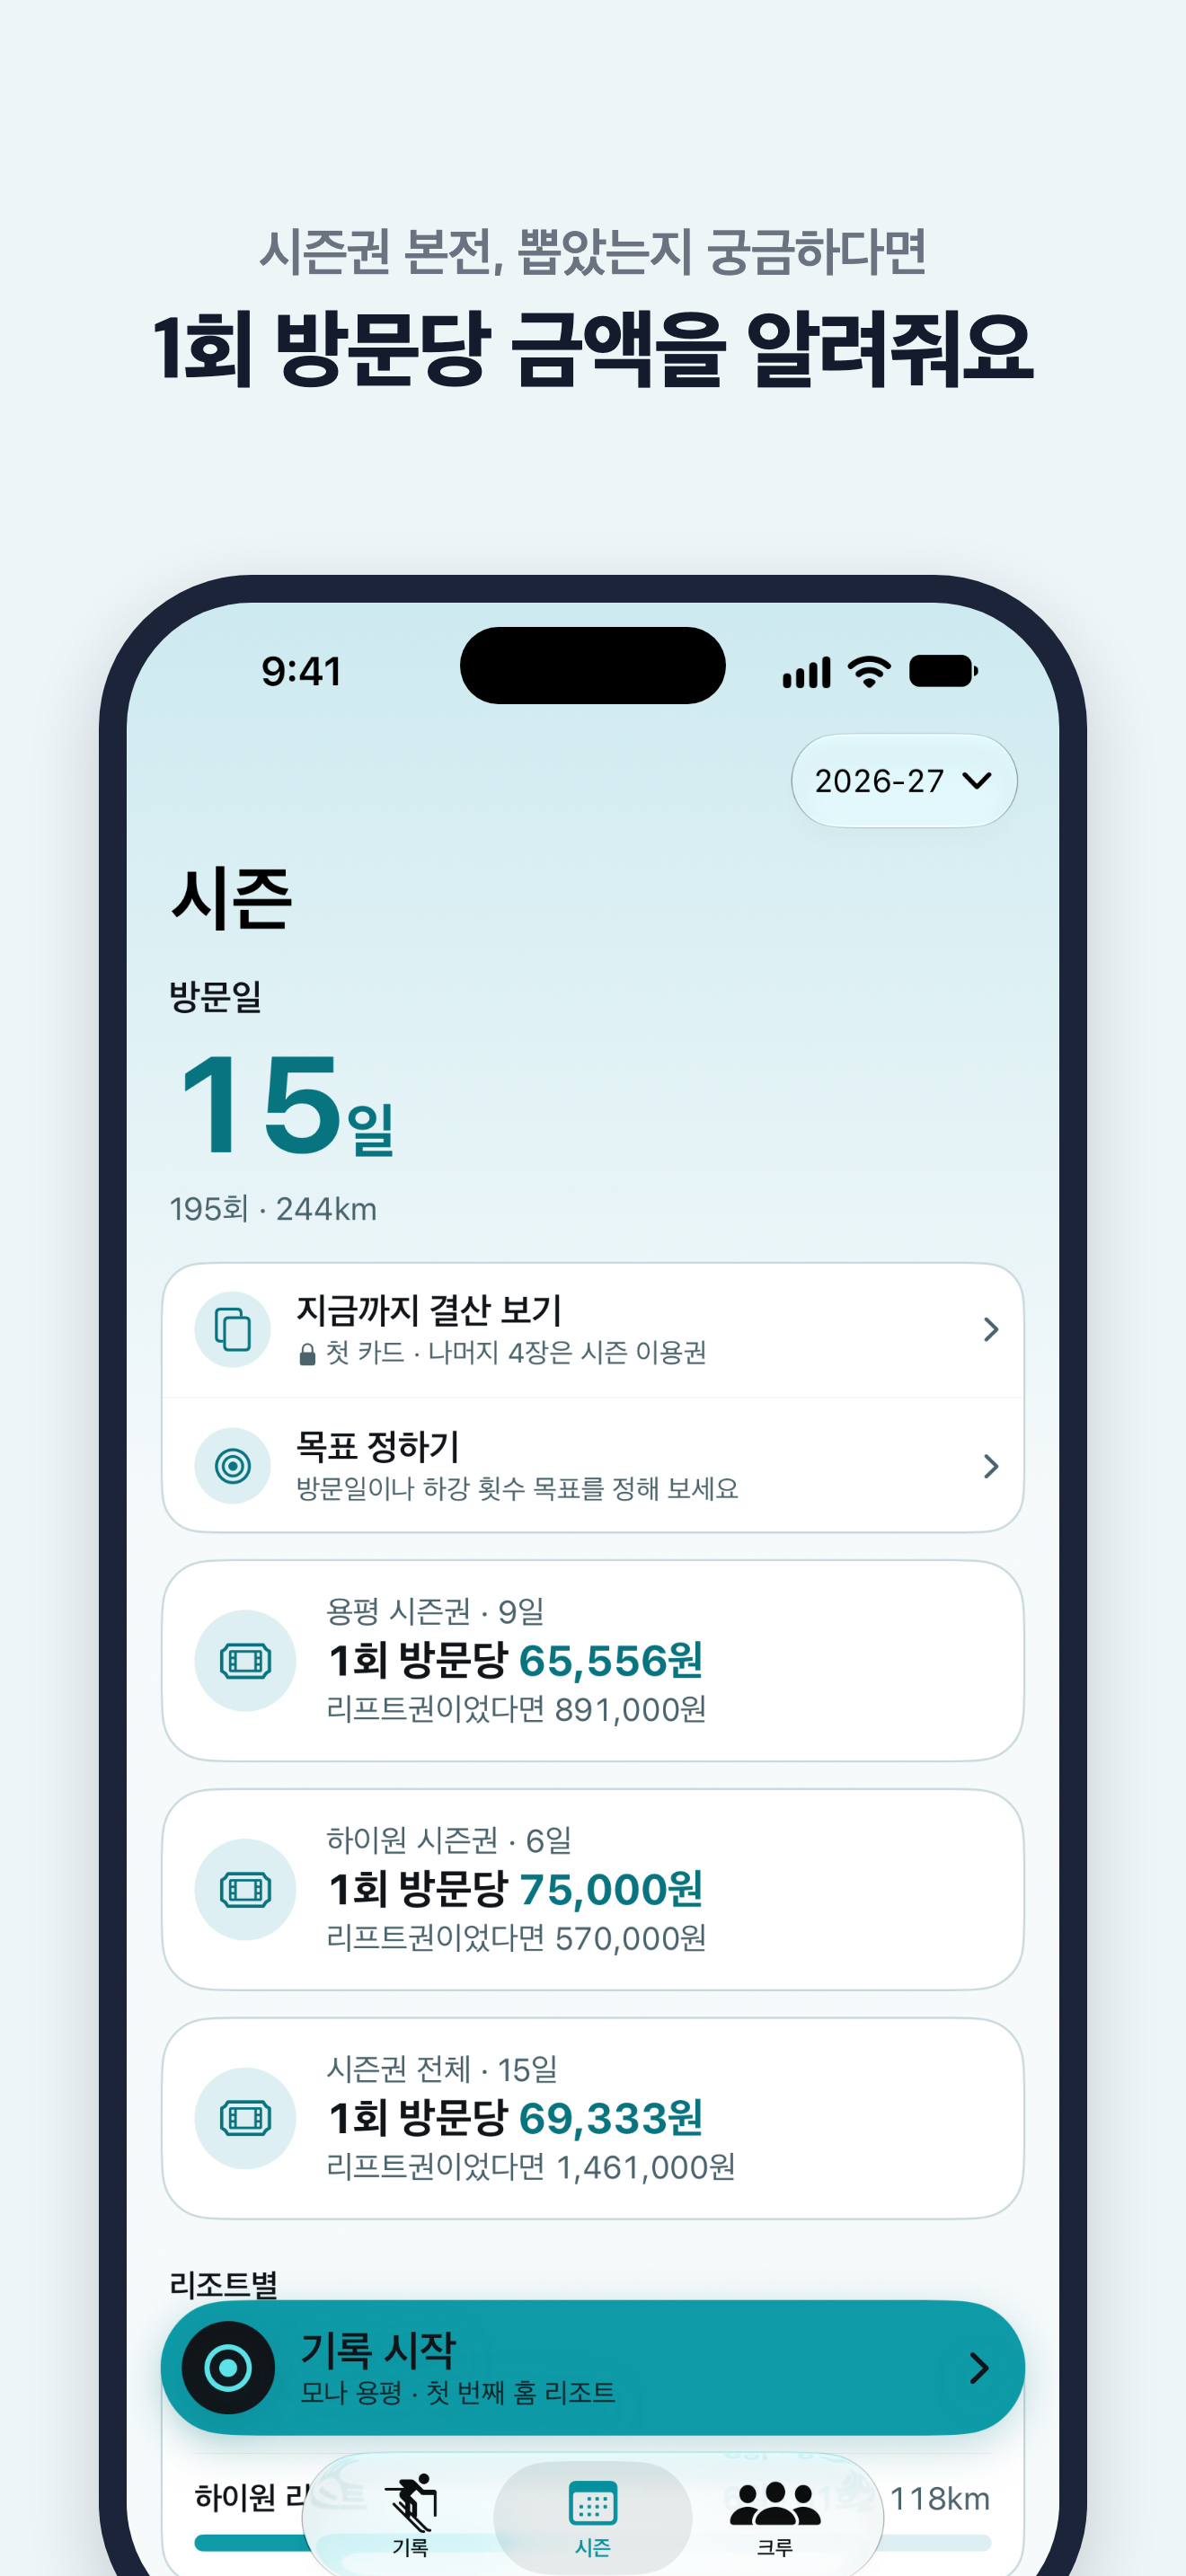 시즌권 본전, 뽑았는지 궁금하다면
1회 방문당 금액을 알려줘요
9:41
2026-27
시즌
방문일
15일
195회 · 244km
지금까지 결산 보기
첫 카드 · 나머지 4장은 시즌 이용권
목표 정하기
방문일이나 하강 횟수 목표를 정해 보세요
용평 시즌권 · 9일
1회 방문당 65,556원
리프트권이었다면 891,000원
하이원 시즌권 · 6일
1회 방문당 75,000원
리프트권이었다면 570,000원
시즌권 전체 · 15일
1회 방문당 69,333원
리프트권이었다면 1,461,000원
리조트별
기록 시작
모나 용평 · 첫 번째 홈 리조트
하이원 리
118km
기록
시즌
크루